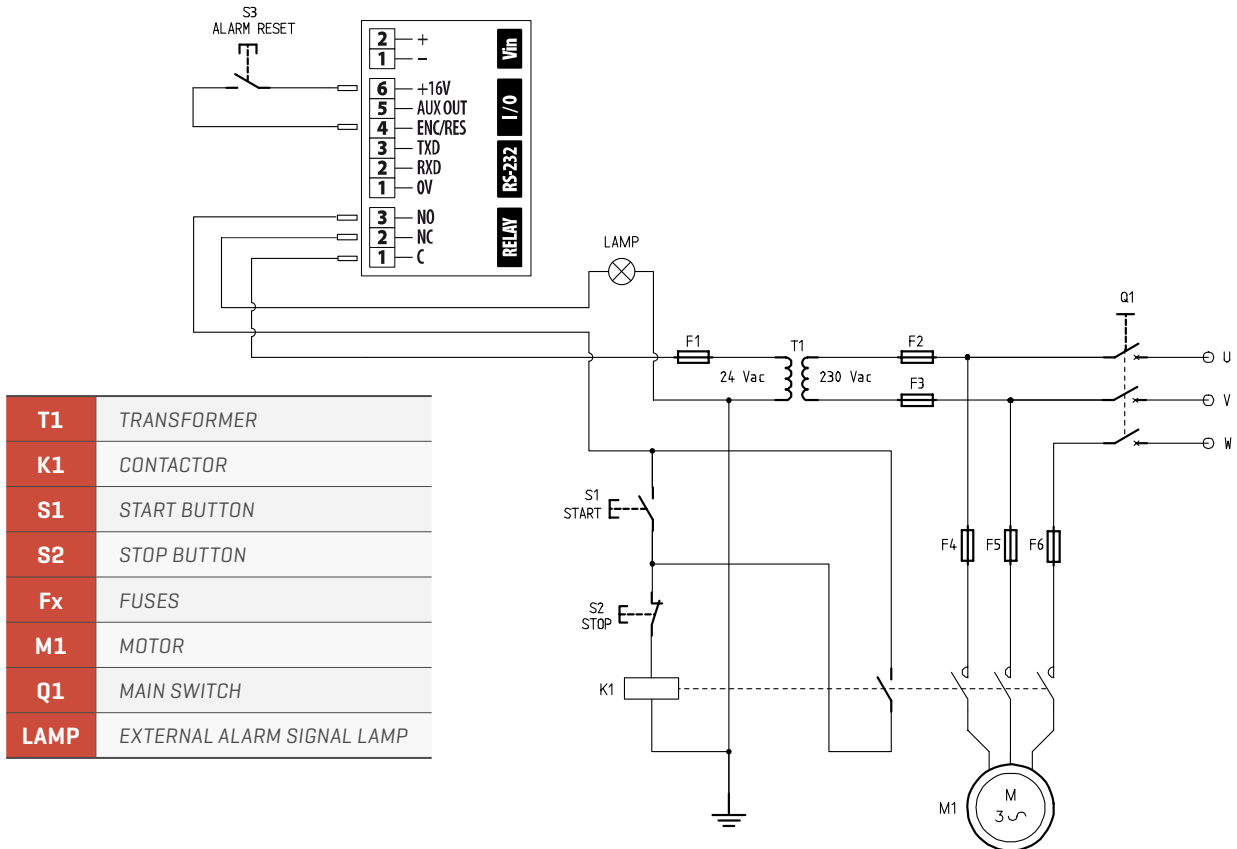 S3
ALARM RESET
2 +
1 -
Vin
6 +16V
5 AUX OUT
4 ENC/RES
I/O
3 TXD
2 RXD
1 0V
RS-232
3 NO
2 NC
1 C
RELAY
LAMP
Q1
F1
T1
F2
U
24 Vac
230 Vac
F3
V
W
T1 TRANSFORMER
K1 CONTACTOR
S1 START BUTTON
S2 STOP BUTTON
Fx FUSES
M1 MOTOR
Q1 MAIN SWITCH
LAMP EXTERNAL ALARM SIGNAL LAMP
S1
START
F4
F5
F6
S2
STOP
K1
M1
M
3